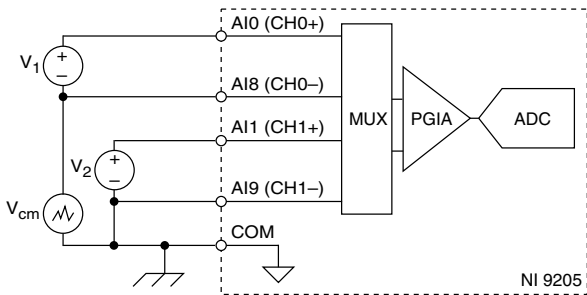 AI0 (CH0+)
V1
+
–
AI8 (CH0–)
MUX
PGIA
ADC
AI1 (CH1+)
V2
+
–
AI9 (CH1–)
Vcm
COM
NI 9205